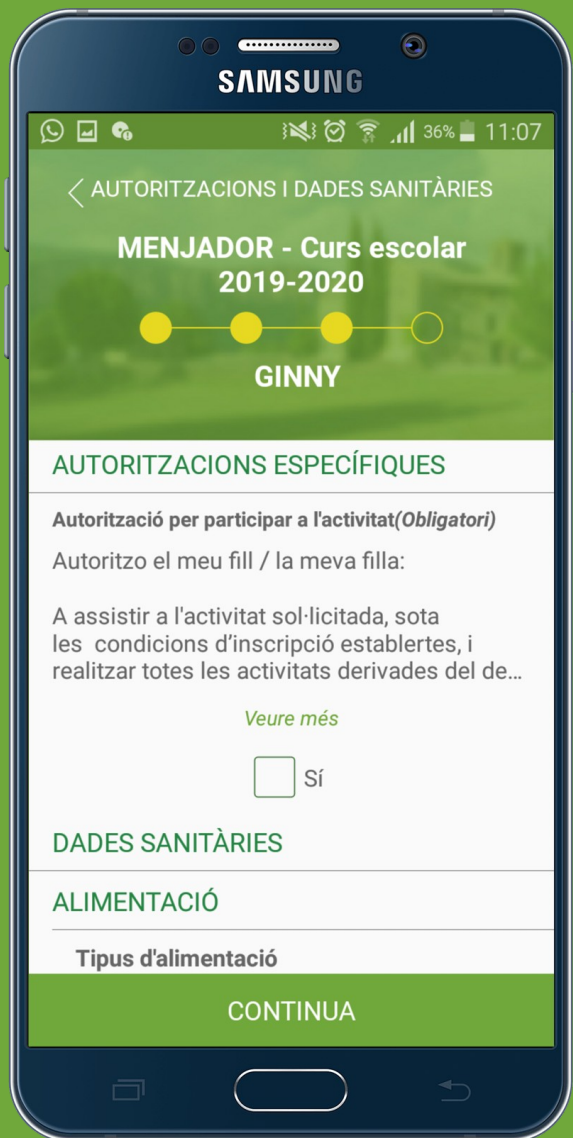 SAMSUNG
36% 11:07
AUTORITZACIONS I DADES SANITÀRIES
MENJADOR - Curs escolar
2019-2020
GINNY
AUTORITZACIONS ESPECÍFIQUES
Autorització per participar a l'activitat(Obligatori)
Autoritzo el meu fill / la meva filla:
A assistir a l'activitat sol·licitada, sota
les condicions d’inscripció establertes, i
realitzar totes les activitats derivades del de...
Veure més
Sí
DADES SANITÀRIES
ALIMENTACIÓ
Tipus d'alimentació
CONTINUA